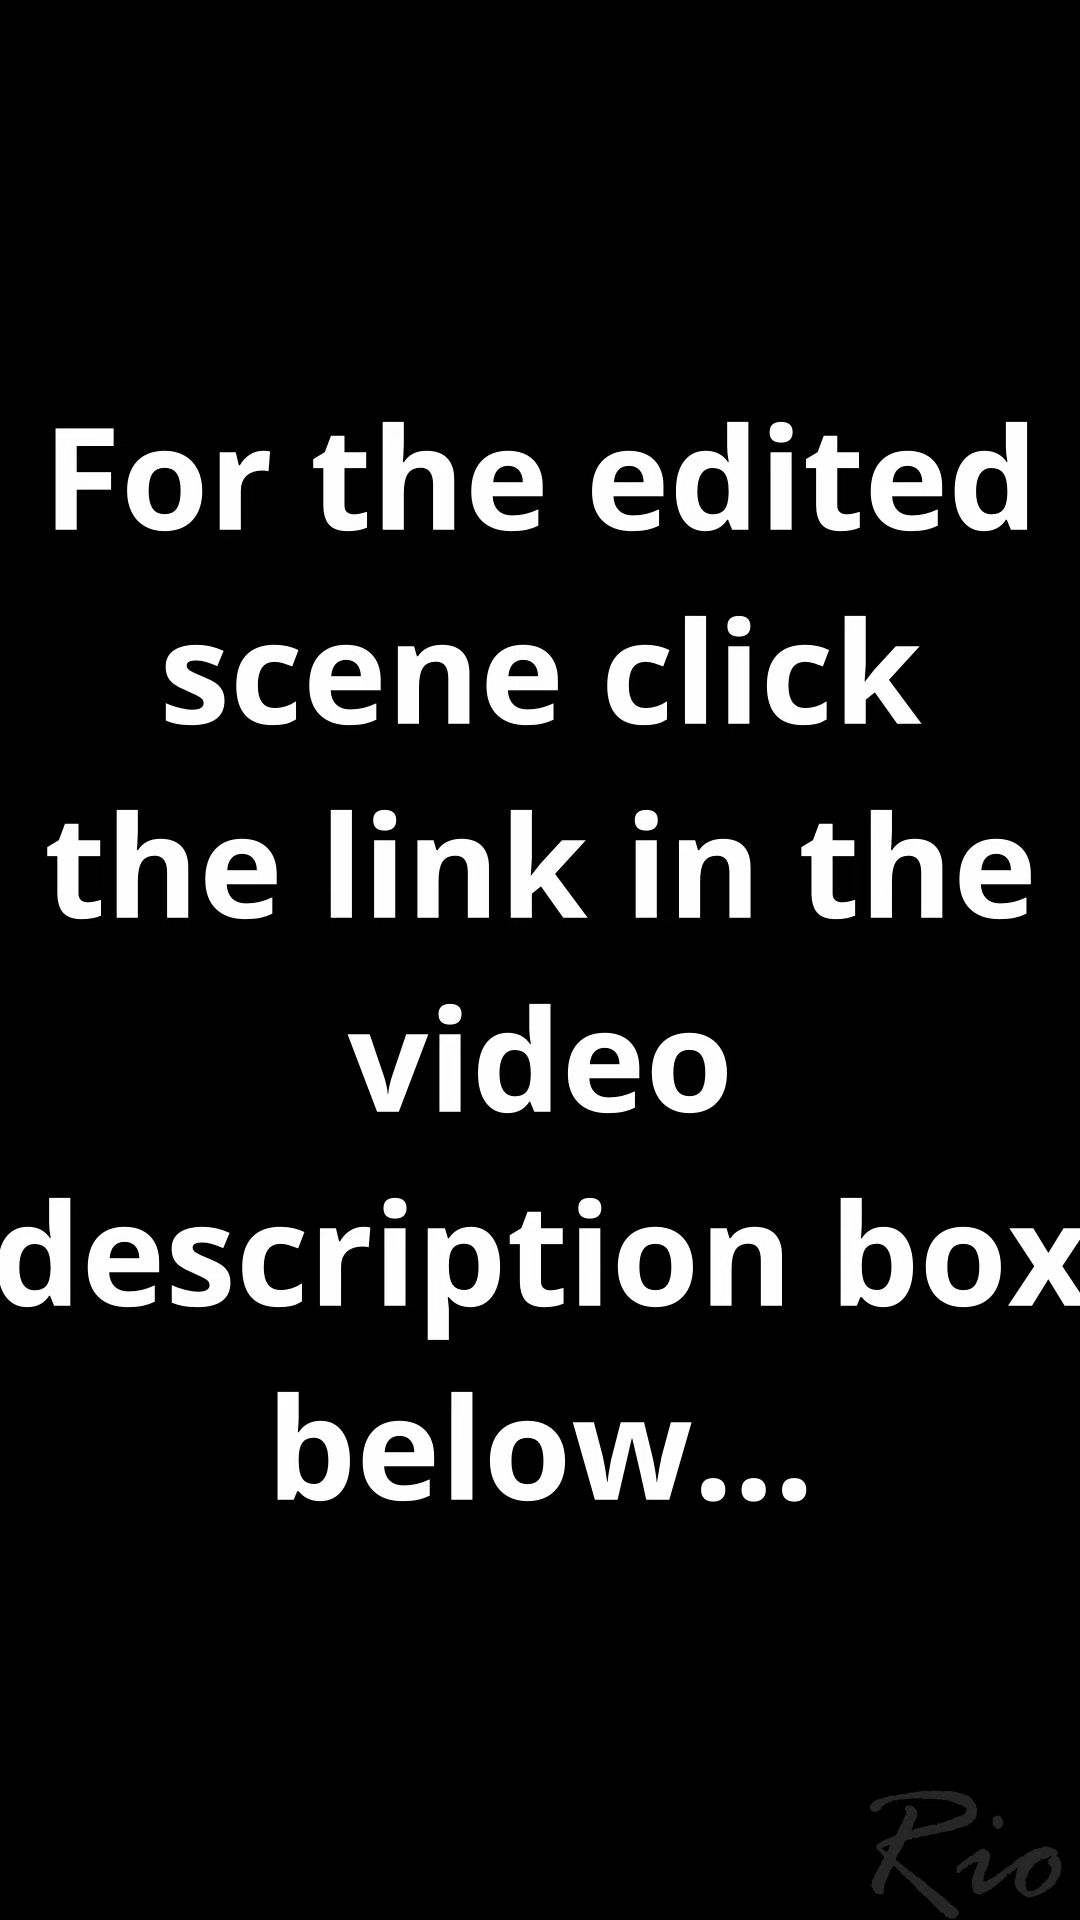 For the edited
scene click
the link in the
video
description box
below...
Rio